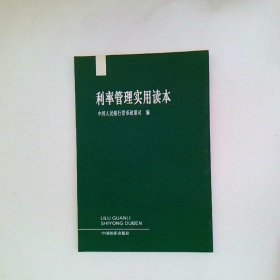 利率管理实用读本
中国人民银行货币政策司 编
LILU GUANLI
SHIYONG DUBEN
中国经济出版社